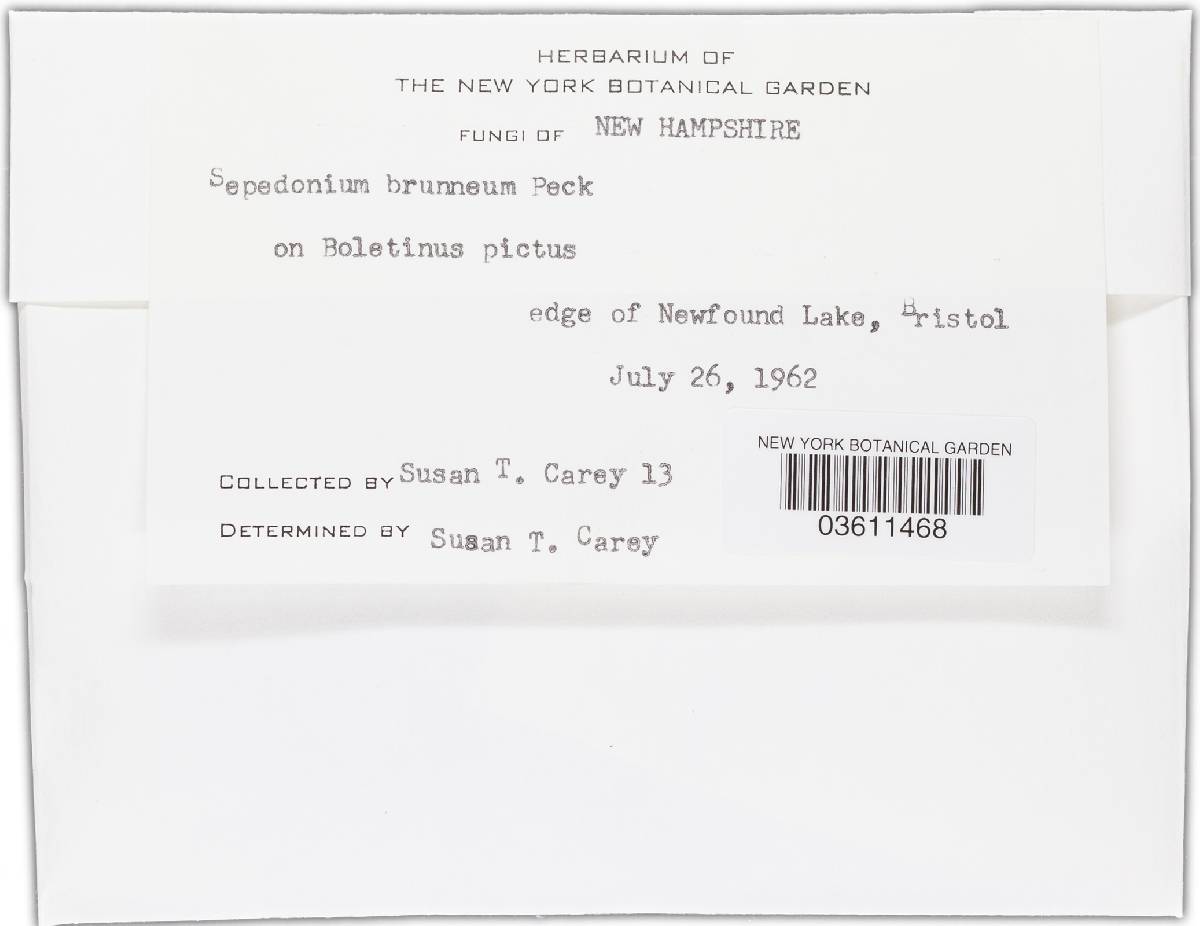 HERBARIUM OF
THE NEW YORK BOTANICAL GARDEN
FUNGI OF NEW HAMPSHIRE
Sepedonium brunneum Peck
on Boletinus pictus
edge of Newfound Lake, Bristol
July 26, 1962
COLLECTED BY Susan T. Carey 13
DETERMINED BY Susan T. Carey
NEW YORK BOTANICAL GARDEN
03611468